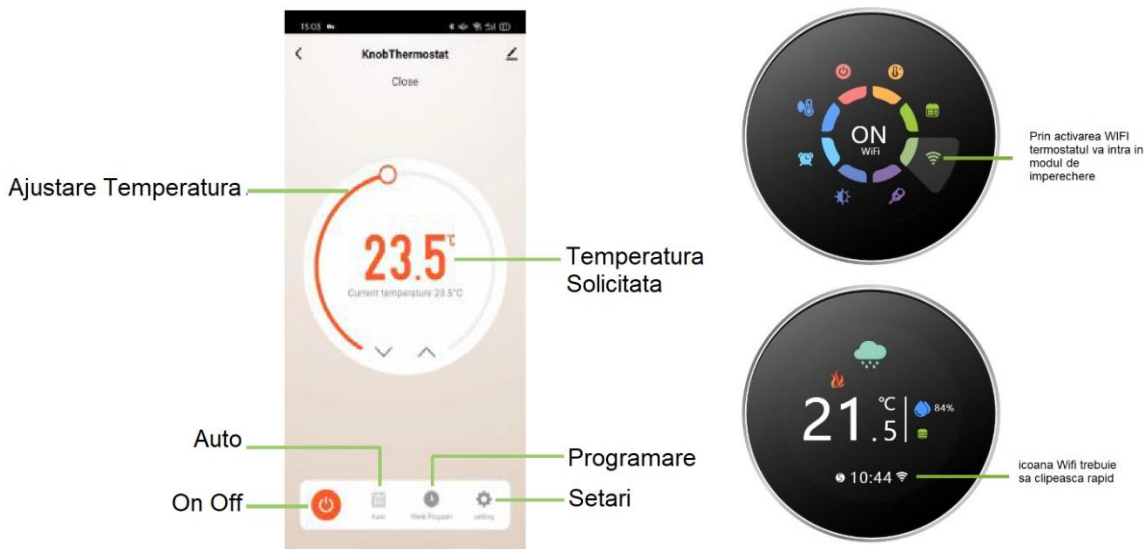 15:03
KnobThermostat
Close
Ajustare Temperatura
23.5 °C
Current temperature 23.5°C
Temperatura
Solicitata
Auto
On Off
Programare
Setari
Auto
Week Program
setting
ON
WiFi
Prin activarea WIFI
termostatul va intra in
modul de
imperechere
21.5 °C
84%
10:44
icoana Wifi trebuie
sa clipeasca rapid